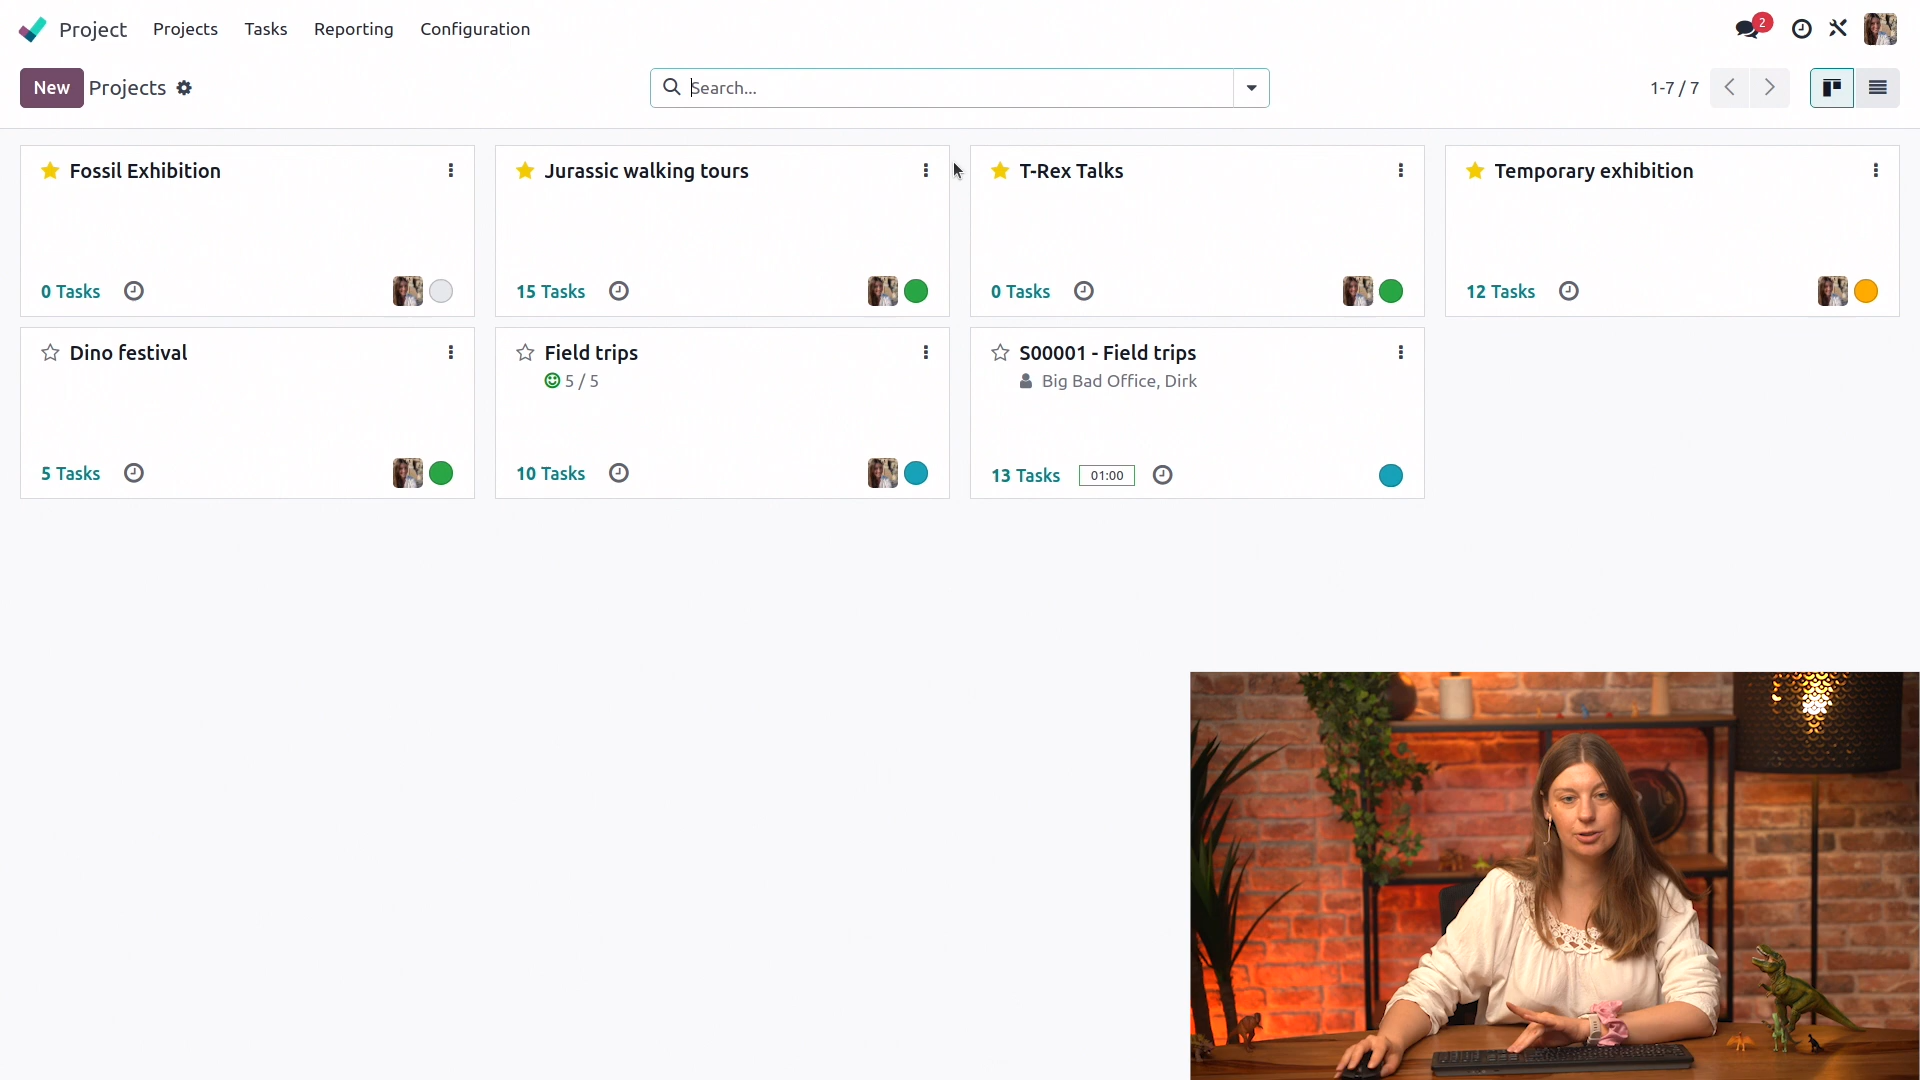 Project Projects Tasks Reporting Configuration 2
New Projects Search... 1-7 / 7
Fossil Exhibition
0 Tasks
Jurassic walking tours
15 Tasks
T-Rex Talks
0 Tasks
Temporary exhibition
12 Tasks
Dino festival
5 Tasks
Field trips
5 / 5
10 Tasks
S00001 - Field trips
Big Bad Office, Dirk
13 Tasks 01:00